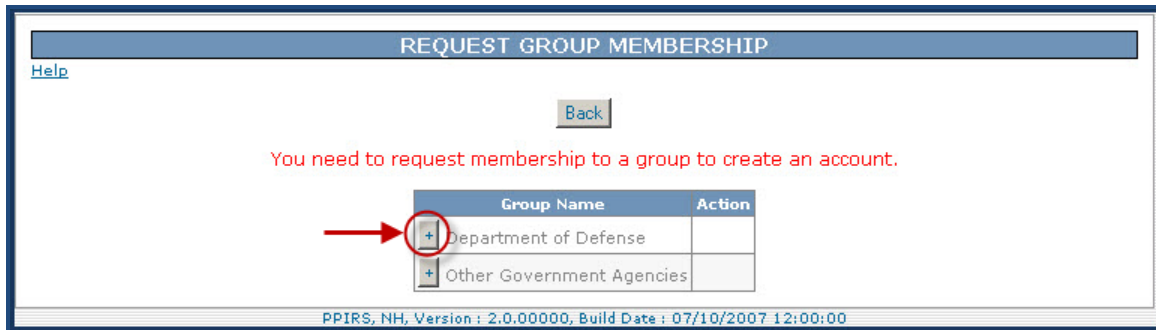 REQUEST GROUP MEMBERSHIP
Help
Back
You need to request membership to a group to create an account.
Group Name Action
+ Department of Defense
+ Other Government Agencies
PPIRS, NH, Version : 2.0.00000, Build Date : 07/10/2007 12:00:00